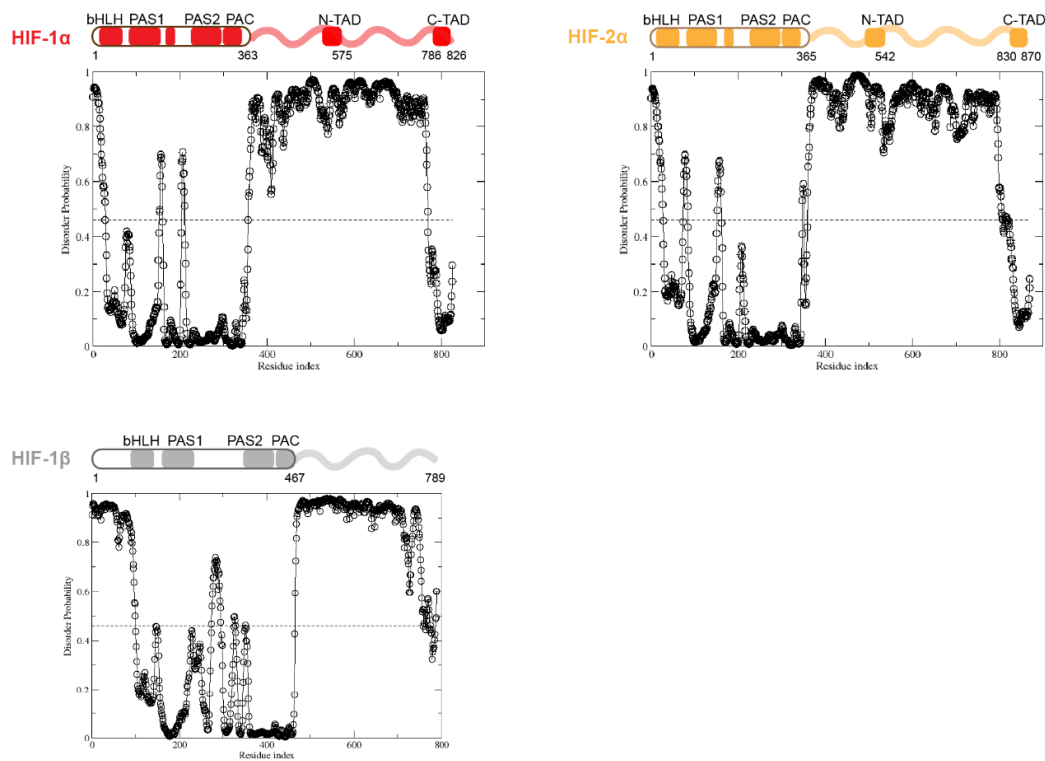 bHLH PAS1 PAS2 PAC N-TAD C-TAD
HIF-1α
1 363 575 786 826
1
0.8
0.6
0.4
0.2
0
Disorder Probability
0 200 400 600 800
Residue index
bHLH PAS1 PAS2 PAC N-TAD C-TAD
HIF-2α
1 365 542 830 870
1
0.8
0.6
0.4
0.2
0
Disorder Probability
0 200 400 600 800
Residue index
bHLH PAS1 PAS2 PAC
HIF-1β
1 467 789
1
0.8
0.6
0.4
0.2
0
Disorder Probability
0 200 400 600 800
Residue index